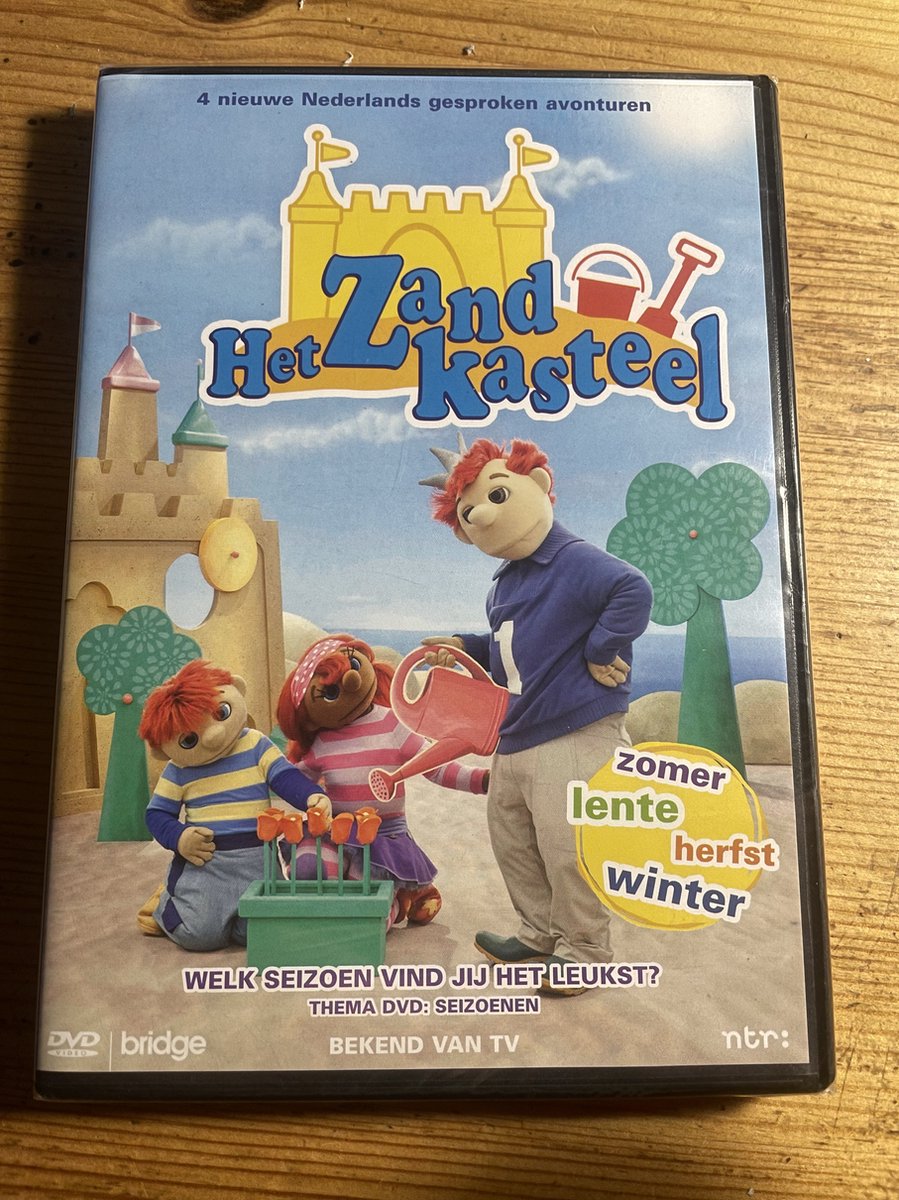 4 nieuwe Nederlands gesproken avonturen
Het Zand
kasteel
1
zomer
lente
herfst
winter
WELK SEIZOEN VIND JIJ HET LEUKST?
THEMA DVD: SEIZOENEN
DVD VIDEO | bridge
BEKEND VAN TV
ntr: